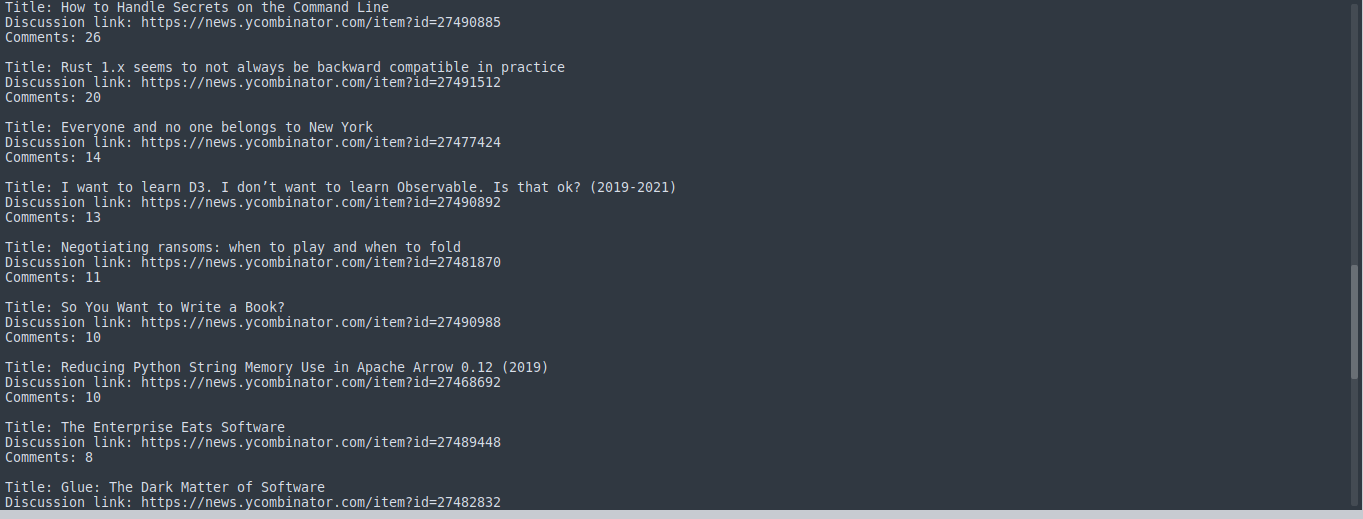 Title: How to Handle Secrets on the Command Line
Discussion link: https://news.ycombinator.com/item?id=27490885
Comments: 26
Title: Rust 1.x seems to not always be backward compatible in practice
Discussion link: https://news.ycombinator.com/item?id=27491512
Comments: 20
Title: Everyone and no one belongs to New York
Discussion link: https://news.ycombinator.com/item?id=27477424
Comments: 14
Title: I want to learn D3. I don’t want to learn Observable. Is that ok? (2019-2021)
Discussion link: https://news.ycombinator.com/item?id=27490892
Comments: 13
Title: Negotiating ransoms: when to play and when to fold
Discussion link: https://news.ycombinator.com/item?id=27481870
Comments: 11
Title: So You Want to Write a Book?
Discussion link: https://news.ycombinator.com/item?id=27490988
Comments: 10
Title: Reducing Python String Memory Use in Apache Arrow 0.12 (2019)
Discussion link: https://news.ycombinator.com/item?id=27468692
Comments: 10
Title: The Enterprise Eats Software
Discussion link: https://news.ycombinator.com/item?id=27489448
Comments: 8
Title: Glue: The Dark Matter of Software
Discussion link: https://news.ycombinator.com/item?id=27482832